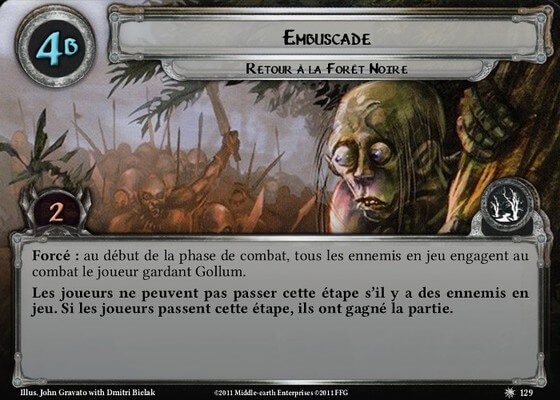 4B
Embuscade
Retour à la Forêt Noire
2
Forcé : au début de la phase de combat, tous les ennemis en jeu engagent au
combat le joueur gardant Gollum.
Les joueurs ne peuvent pas passer cette étape s'il y a des ennemis en
jeu. Si les joueurs passent cette étape, ils ont gagné la partie.
Illus. John Gravato with Dmitri Bielak
©2011 Middle-earth Enterprises ©2011 FFG
129